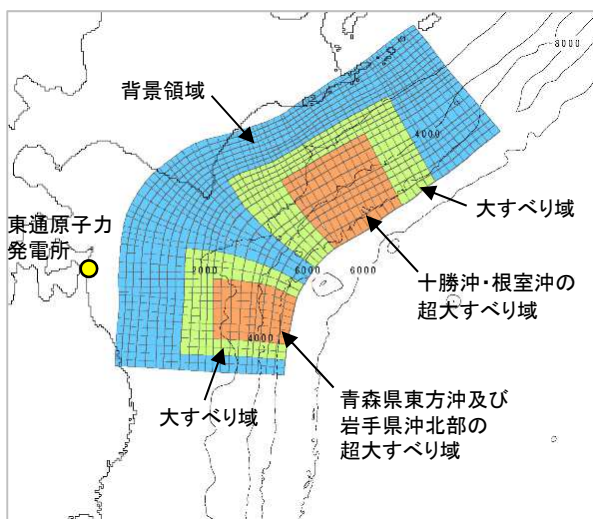 8000
背景領域
4000
大すべり域
東通原子力
発電所
2000
6000
6000
十勝沖・根室沖の
超大すべり域
4000
大すべり域
青森県東方沖及び
岩手県沖北部の
超大すべり域